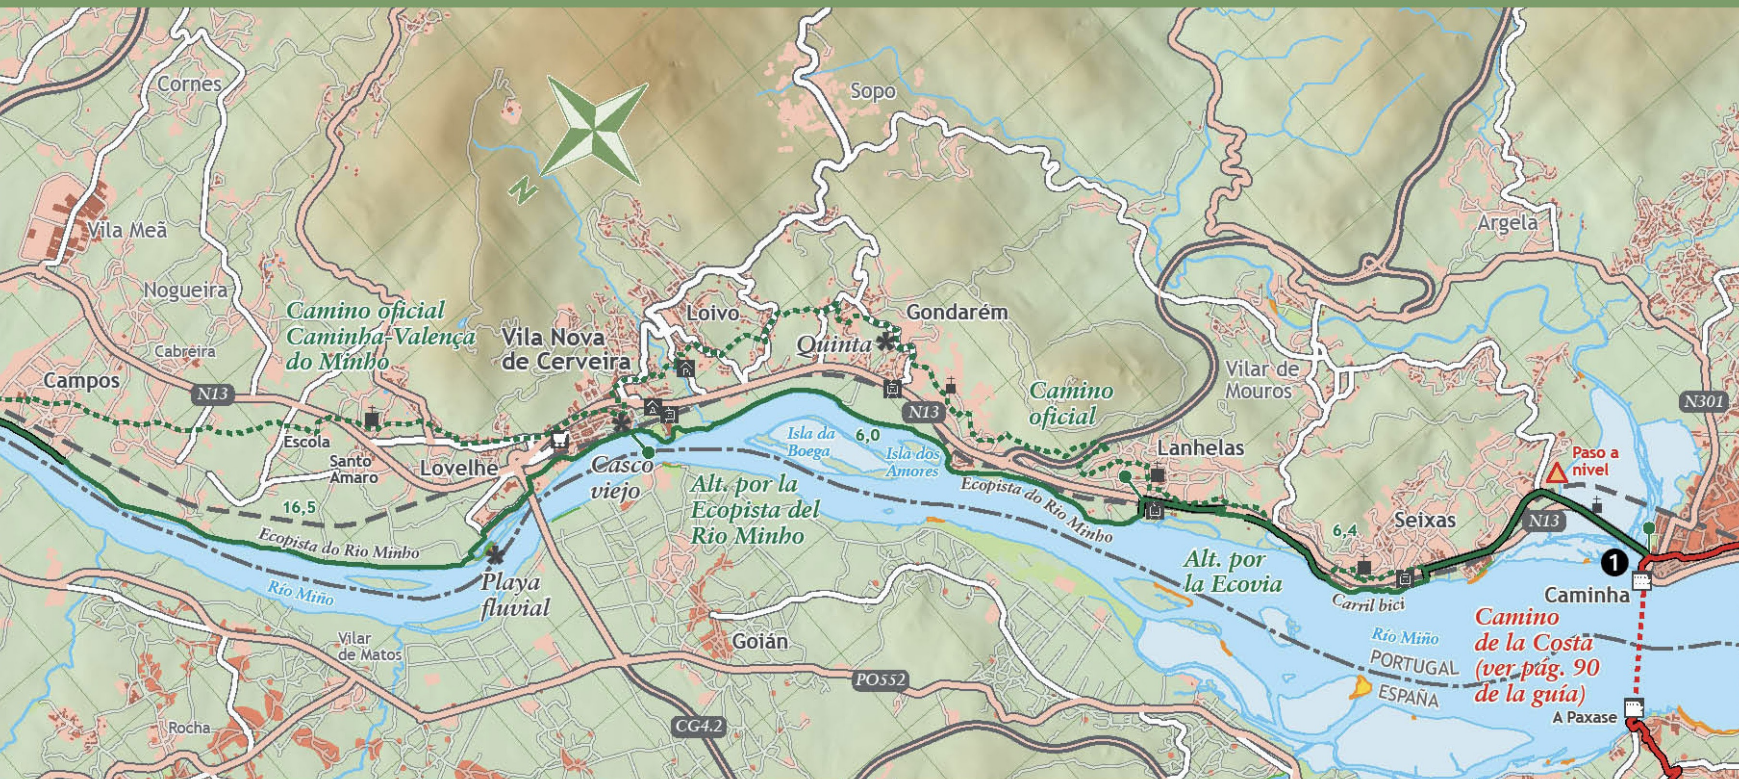 Cornes
Sopo
N
Vila Meã
Argela
Nogueira
Camino oficial
Caminha-Valença
do Minho
Vila Nova
de Cerveira
Loivo
Gondarém
Quinta
Cabreira
Campos
N13
Vilar de
Mouros
Camino
oficial
N13
N301
Escola
Santo
Amaro
Lovelhe
Casco
viejo
Isla da
Boega
6,0
Isla dos
Amores
Lanhelas
Paso a
nivel
16,5
Ecopista do Rio Minho
Alt. por la
Ecopista del
Rio Minho
Ecopista do Rio Minho
6,4
Seixas
N13
Río Miño
Playa
fluvial
Alt. por
la Ecovia
Carril bici
1
Caminha
Vilar
de Matos
Goián
Río Miño
PORTUGAL
ESPAÑA
Camino
de la Costa
(ver pág. 90
de la guía)
PO552
CG4.2
Rocha
A Paxase